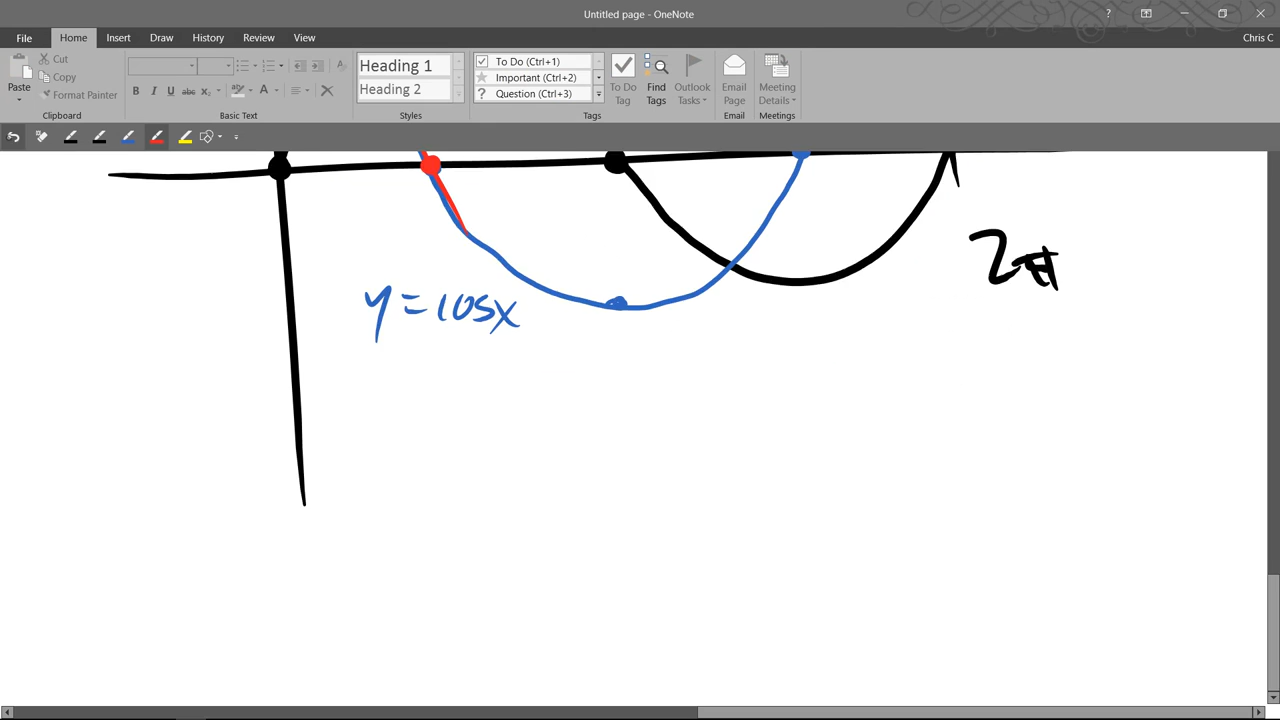 Untitled page - OneNote
?
File Home Insert Draw History Review View Chris C
Paste
Cut
Copy
Format Painter
Clipboard
B I U abc X₂ A
Basic Text
Heading 1
Heading 2
Styles
To Do (Ctrl+1)
Important (Ctrl+2)
? Question (Ctrl+3)
To Do Tag
Find Tags
Outlook Tasks
Tags
Email Page
Email
Meeting Details
Meetings
2π
y = cosx